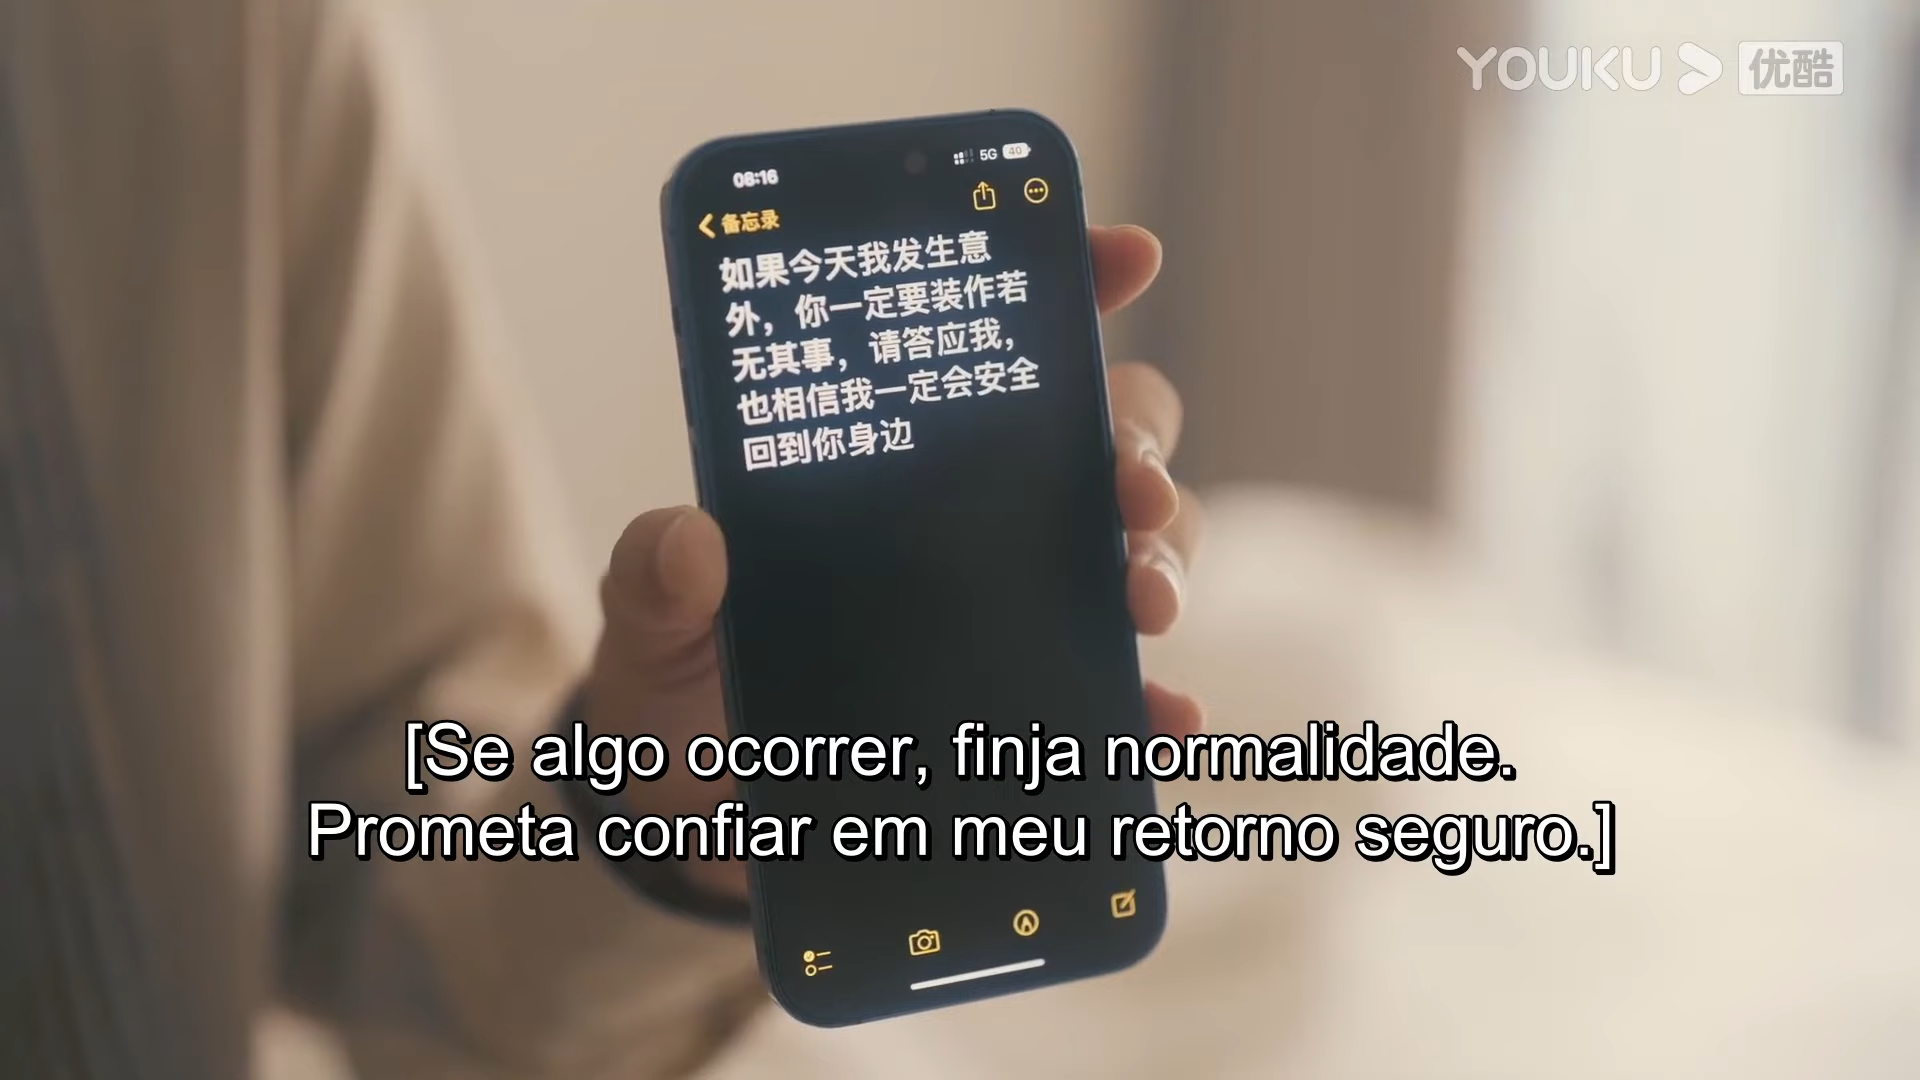 YOUKU 优酷
08:16 5G 40
备忘录
如果今天我发生意
外，你一定要装作若
无其事，请答应我，
也相信我一定会安全
回到你身边
[Se algo ocorrer, finja normalidade.
Prometa confiar em meu retorno seguro.]